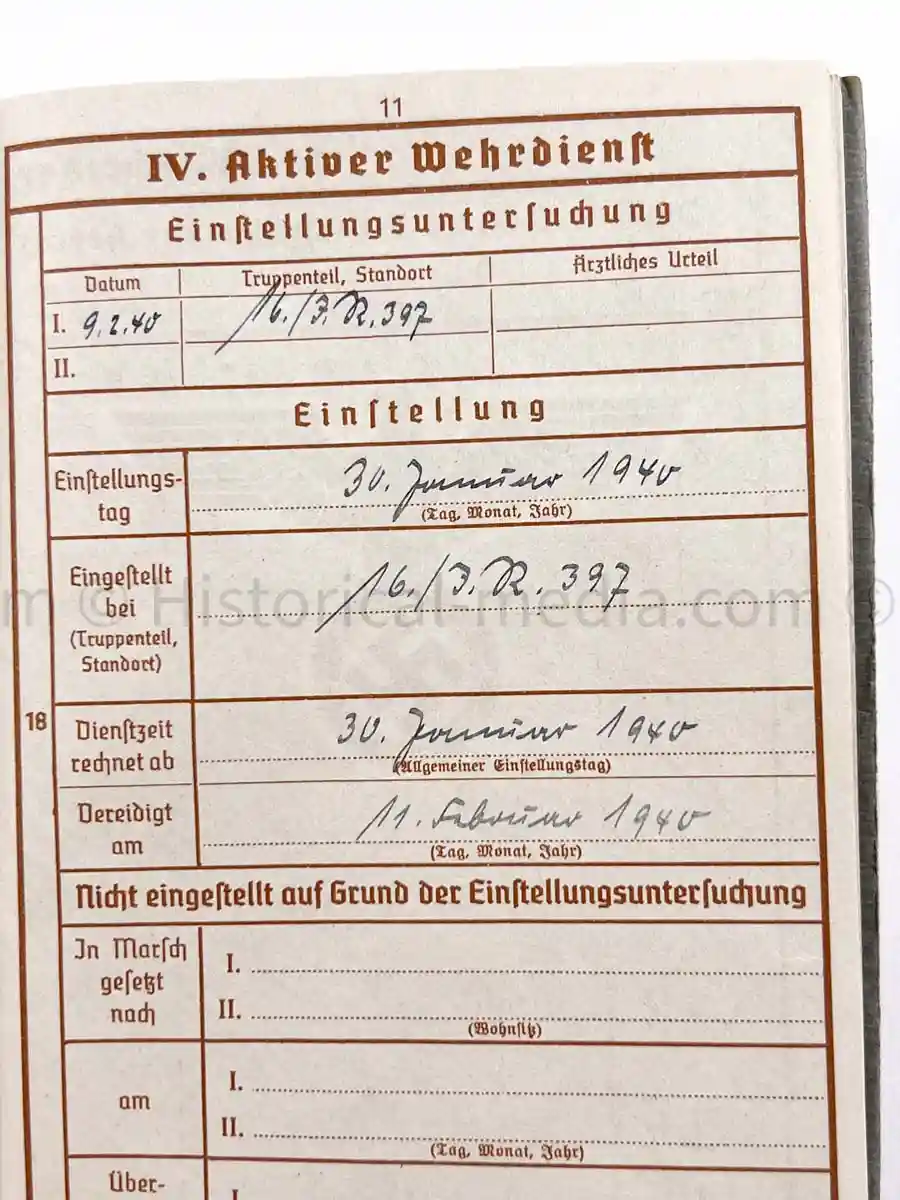 11
IV. Aktiver Wehrdienst
Einstellungsuntersuchung
Datum Truppenteil, Standort Ärztliches Urteil
I. 9.2.40 16./J.R.397
II.
Einstellung
Einstellungs-
tag
30. Januar 1940
(Tag, Monat, Jahr)
Eingestellt
bei
(Truppenteil,
Standort)
16./J.R.397
m © Historical-media.com ©
18
Dienstzeit
rechnet ab
30. Januar 1940
(Allgemeiner Einstellungstag)
Vereidigt
am
11. Februar 1940
(Tag, Monat, Jahr)
Nicht eingestellt auf Grund der Einstellungsuntersuchung
In Marsch
gesetzt
nach
I.
II.
(Wohnsitz)
am
I.
II.
(Tag, Monat, Jahr)
Über-
I.